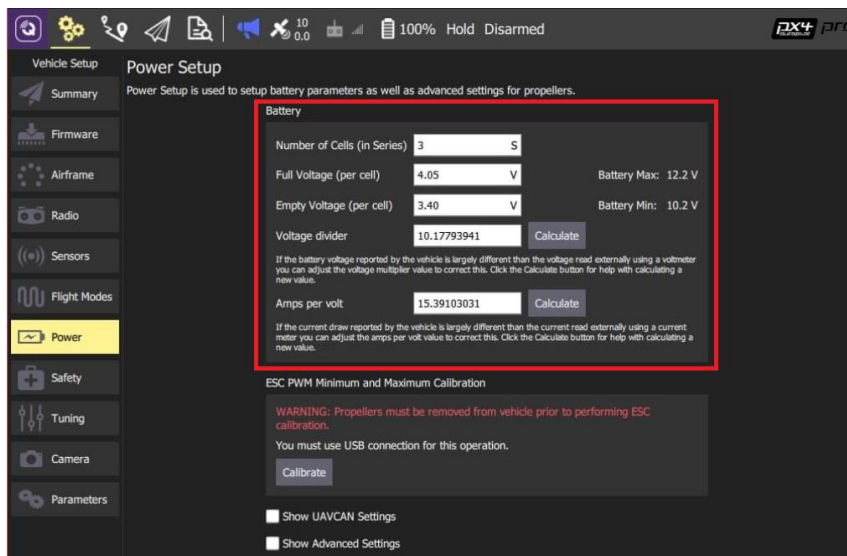 10
0.0
100% Hold Disarmed
px4 pro
autopilot
Vehicle Setup
Power Setup
Power Setup is used to setup battery parameters as well as advanced settings for propellers.
Summary
Firmware
Airframe
Radio
Sensors
Flight Modes
Power
Safety
Tuning
Camera
Parameters
Battery
Number of Cells (in Series) 3 S
Full Voltage (per cell) 4.05 V Battery Max: 12.2 V
Empty Voltage (per cell) 3.40 V Battery Min: 10.2 V
Voltage divider 10.17793941 Calculate
If the battery voltage reported by the vehicle is largely different than the voltage read externally using a voltmeter
you can adjust the voltage multiplier value to correct this. Click the Calculate button for help with calculating a
new value.
Amps per volt 15.39103031 Calculate
If the current draw reported by the vehicle is largely different than the current read externally using a current
meter you can adjust the amps per volt value to correct this. Click the Calculate button for help with calculating a
new value.
ESC PWM Minimum and Maximum Calibration
WARNING: Propellers must be removed from vehicle prior to performing ESC
calibration.
You must use USB connection for this operation.
Calibrate
Show UAVCAN Settings
Show Advanced Settings